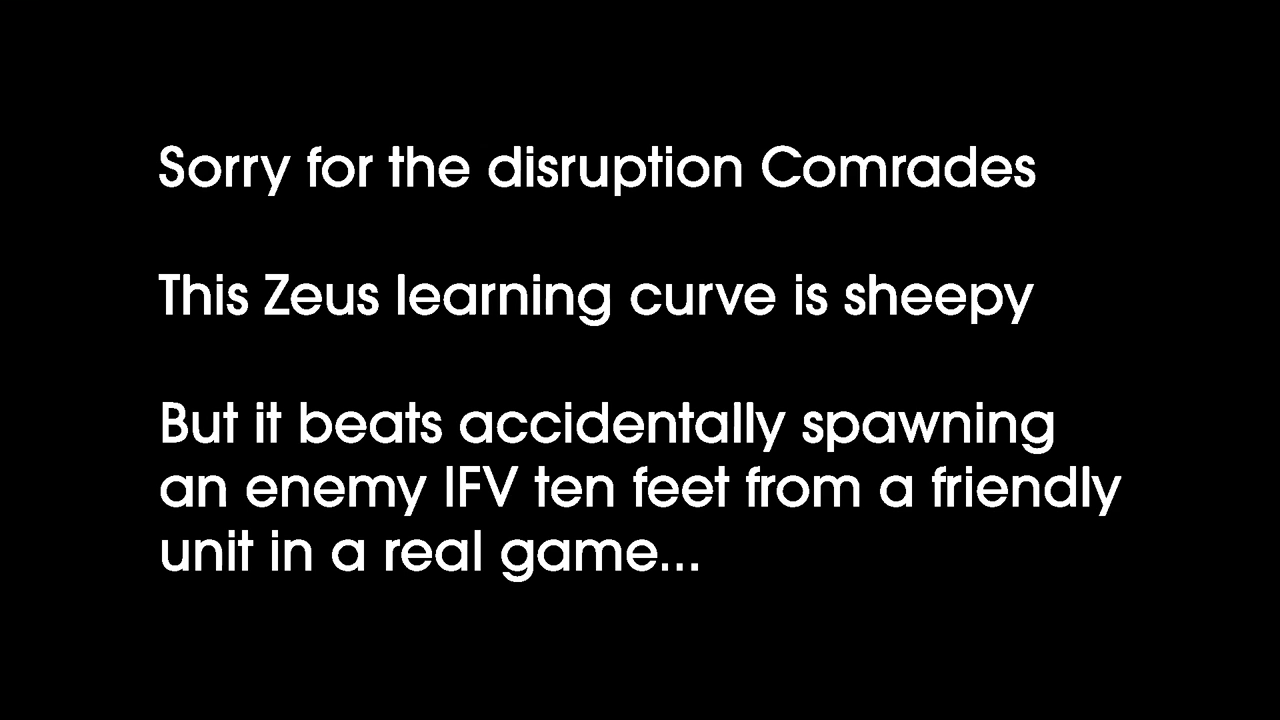 Sorry for the disruption Comrades
This Zeus learning curve is sheepy
But it beats accidentally spawning
an enemy IFV ten feet from a friendly
unit in a real game...